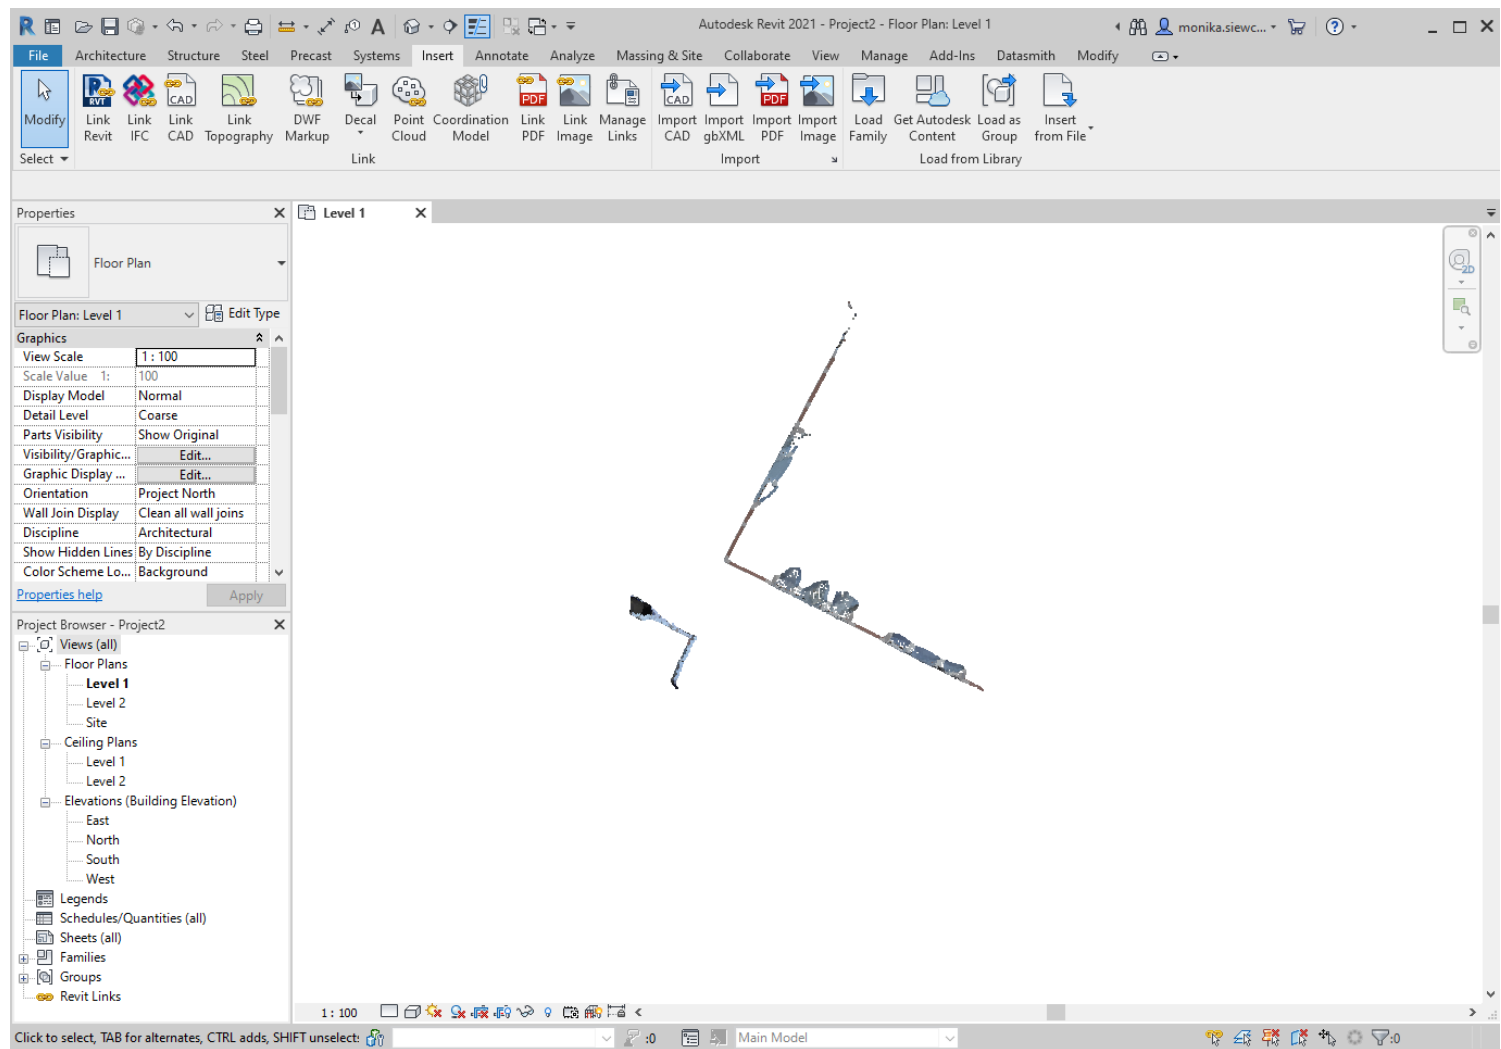 Autodesk Revit 2021 - Project2 - Floor Plan: Level 1
monika.siewc...
File Architecture Structure Steel Precast Systems Insert Annotate Analyze Massing & Site Collaborate View Manage Add-Ins Datasmith Modify
Modify
Link Revit
Link IFC
Link CAD
Link Topography
DWF Markup
Decal
Point Cloud
Coordination Model
Link PDF
Link Image
Manage Links
Import CAD
Import gbXML
Import PDF
Import Image
Load Family
Get Autodesk Content
Load as Group
Insert from File
Select
Link
Import
Load from Library
Properties
Level 1
Floor Plan
Floor Plan: Level 1
Edit Type
Graphics
View Scale 1 : 100
Scale Value 1: 100
Display Model Normal
Detail Level Coarse
Parts Visibility Show Original
Visibility/Graphic... Edit...
Graphic Display ... Edit...
Orientation Project North
Wall Join Display Clean all wall joins
Discipline Architectural
Show Hidden Lines By Discipline
Color Scheme Lo... Background
Properties help Apply
Project Browser - Project2
Views (all)
Floor Plans
Level 1
Level 2
Site
Ceiling Plans
Level 1
Level 2
Elevations (Building Elevation)
East
North
South
West
Legends
Schedules/Quantities (all)
Sheets (all)
Families
Groups
Revit Links
1 : 100
Click to select, TAB for alternates, CTRL adds, SHIFT unselect:
:0
Main Model
:0